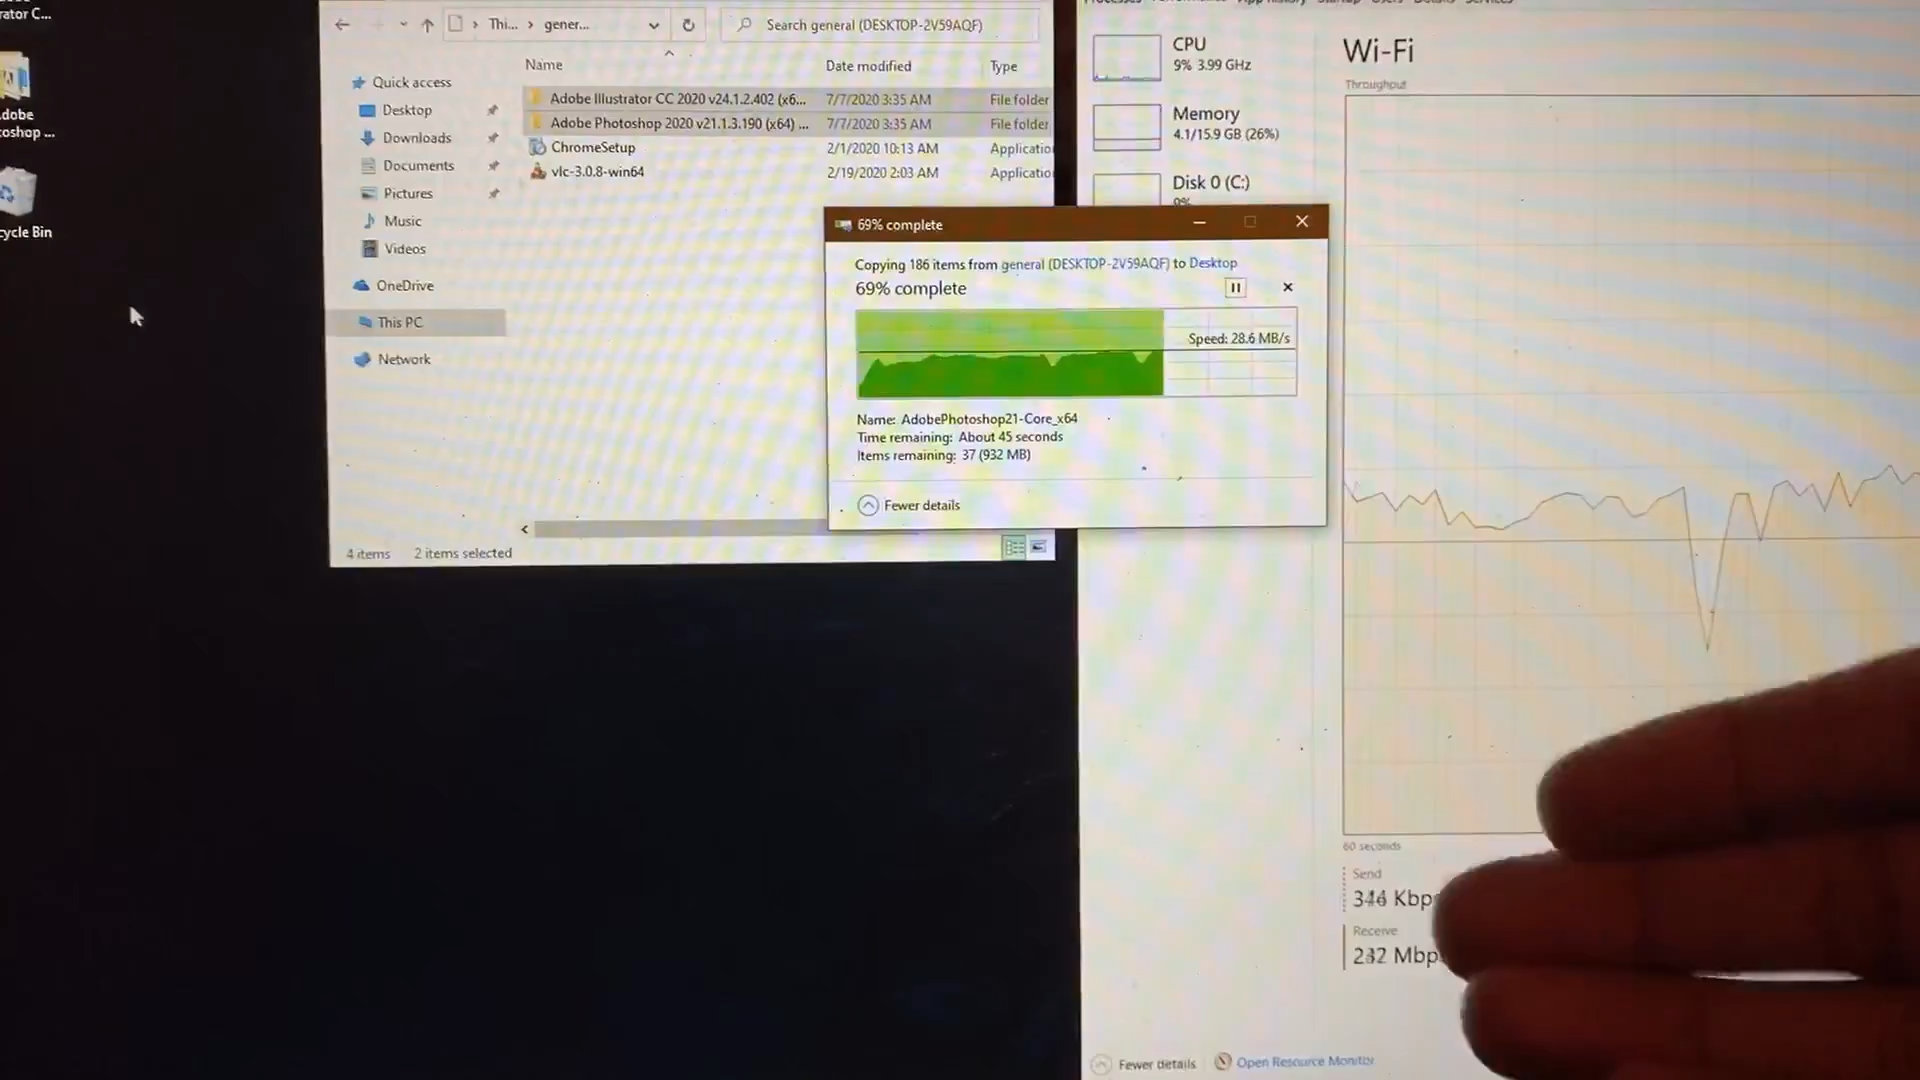 rator C...
Adobe
toshop ...
cycle Bin
Thi...
gener...
Search general (DESKTOP-2V59AQF)
Name
Date modified
Type
Quick access
Desktop
Downloads
Documents
Pictures
Music
Videos
OneDrive
This PC
Network
Adobe Illustrator CC 2020 v24.1.2.402 (x6... 7/7/2020 3:35 AM File folder
Adobe Photoshop 2020 v21.1.3.190 (x64) ... 7/7/2020 3:35 AM File folder
ChromeSetup 2/1/2020 10:13 AM Applicatio
vlc-3.0.8-win64 2/19/2020 2:03 AM Applicatio
4 items 2 items selected
69% complete
Copying 186 items from general (DESKTOP-2V59AQF) to Desktop
69% complete
Speed: 28.6 MB/s
Name: AdobePhotoshop21-Core_x64
Time remaining: About 45 seconds
Items remaining: 37 (932 MB)
Fewer details
CPU
9% 3.99 GHz
Memory
4.1/15.9 GB (26%)
Disk 0 (C:)
Wi-Fi
Throughput
60 seconds
Send
Kbp
Receive
Mbp
Fewer details
Open Resource Monitor